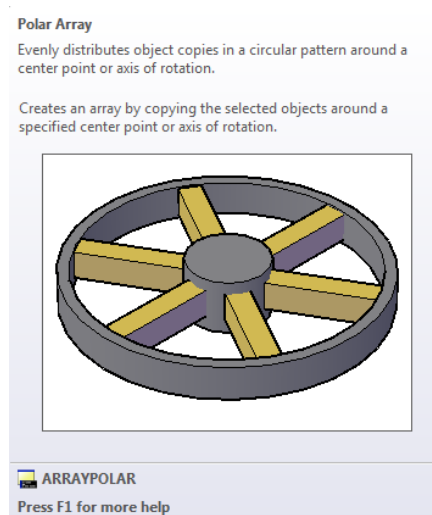 Polar Array
Evenly distributes object copies in a circular pattern around a
center point or axis of rotation.
Creates an array by copying the selected objects around a
specified center point or axis of rotation.
ARRAYPOLAR
Press F1 for more help